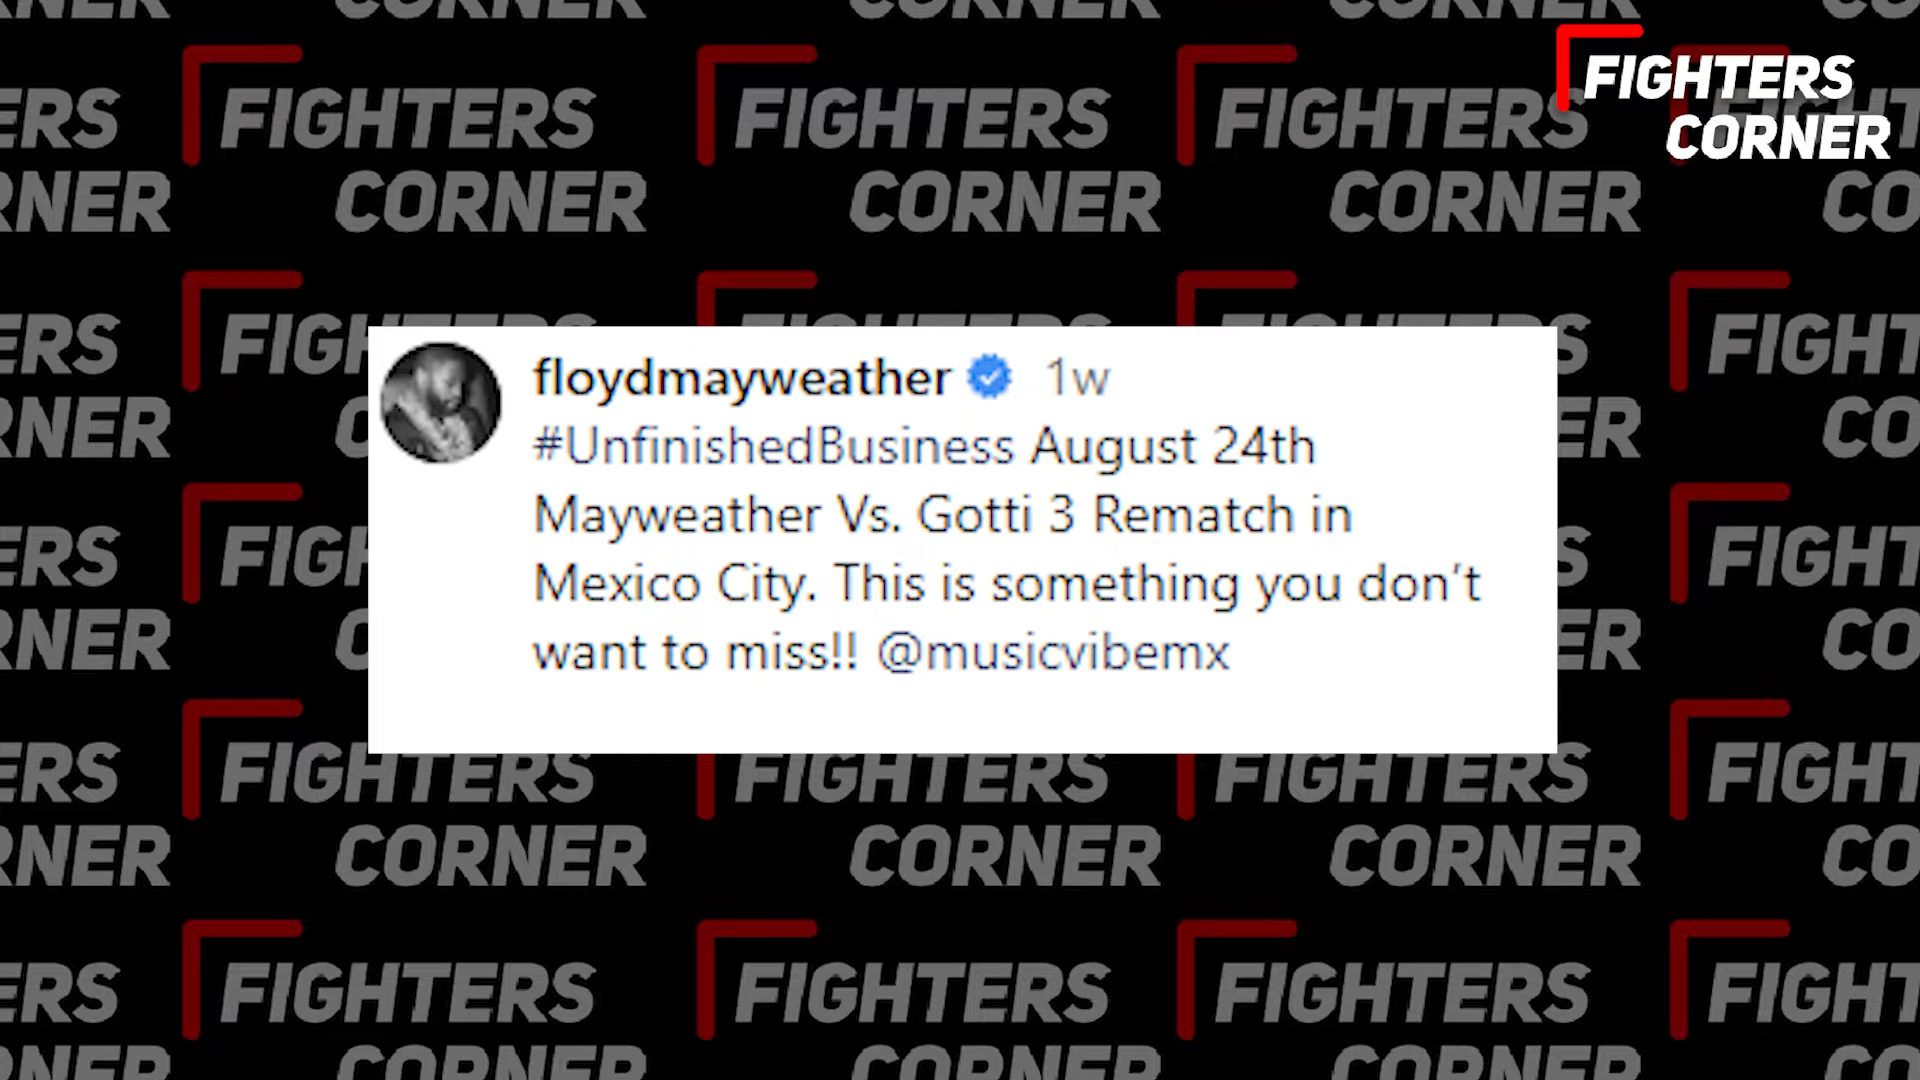 FIGHTERS
CORNER
floydmayweather 1w
#UnfinishedBusiness August 24th
Mayweather Vs. Gotti 3 Rematch in
Mexico City. This is something you don't
want to miss!! @musicvibemx